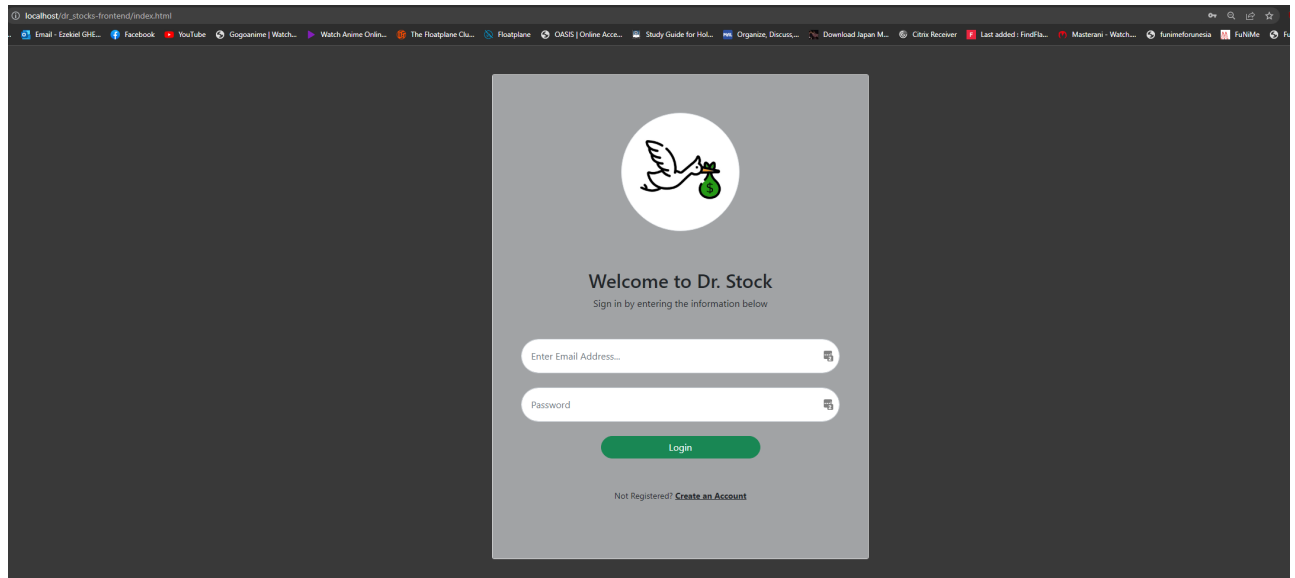 localhost/dr_stocks-frontend/index.html
Email - Ezekiel GHE... Facebook YouTube Gogoanime | Watch... Watch Anime Onlin... The Floatplane Clu... Floatplane OASIS | Online Acce... Study Guide for Hol... Organize, Discuss,... Download Japan M... Citrix Receiver Last added : FindFla... Masterani - Watch.... funimeforunesia FuNiMe Fu
$
Welcome to Dr. Stock
Sign in by entering the information below
Enter Email Address...
Password
Login
Not Registered? Create an Account